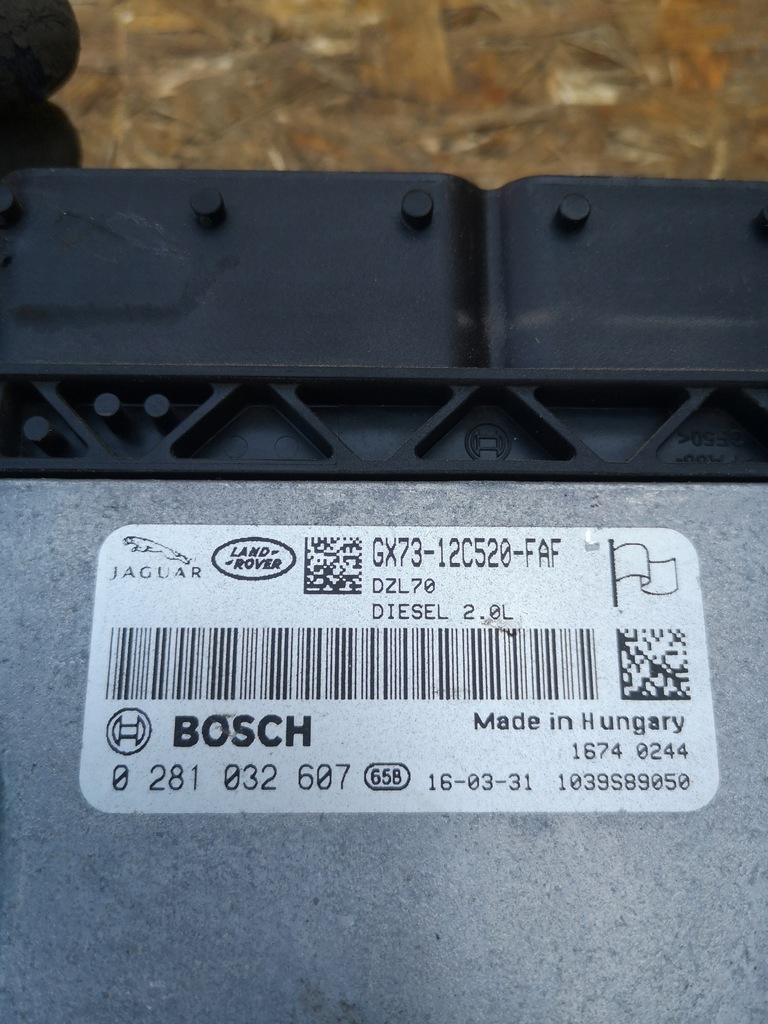 JAGUAR
LAND-
-ROVER
GX73-12C520-FAF
DZL70
DIESEL 2.0L
BOSCH
Made in Hungary
1674 0244
0 281 032 607 65B 16-03-31 1039S89050